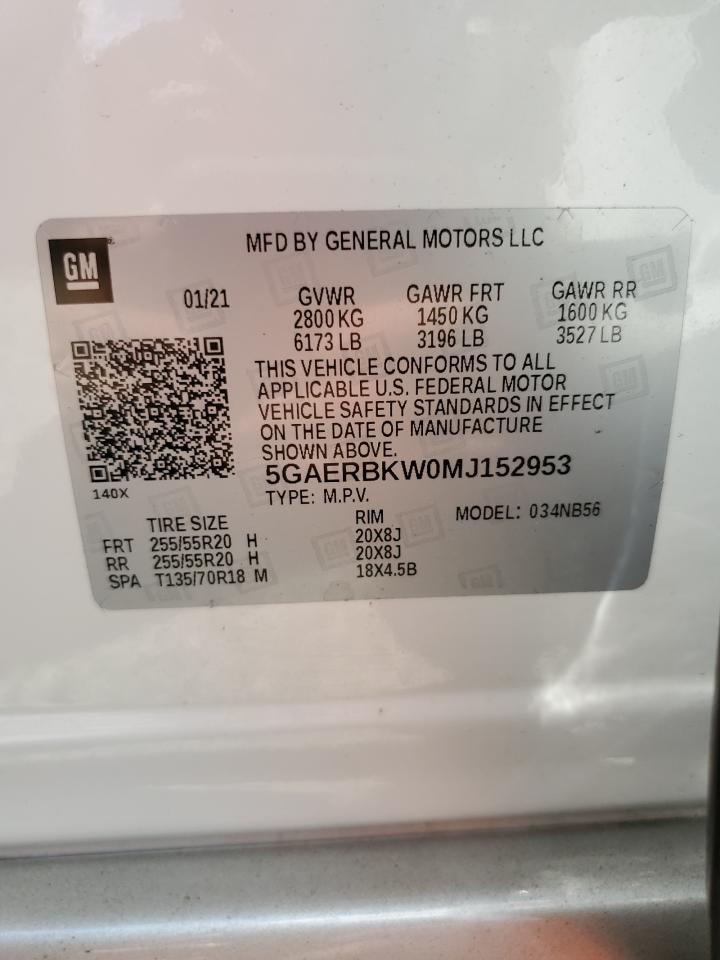 MFD BY GENERAL MOTORS LLC
GM
01/21 GVWR GAWR FRT GAWR RR
2800 KG 1450 KG 1600 KG
6173 LB 3196 LB 3527 LB
THIS VEHICLE CONFORMS TO ALL
APPLICABLE U.S. FEDERAL MOTOR
VEHICLE SAFETY STANDARDS IN EFFECT
ON THE DATE OF MANUFACTURE
SHOWN ABOVE.
5GAERBKW0MJ152953
140X
TYPE: M.P.V.
TIRE SIZE RIM MODEL: 034NB56
FRT 255/55R20 H 20X8J
RR 255/55R20 H 20X8J
SPA T135/70R18 M 18X4.5B